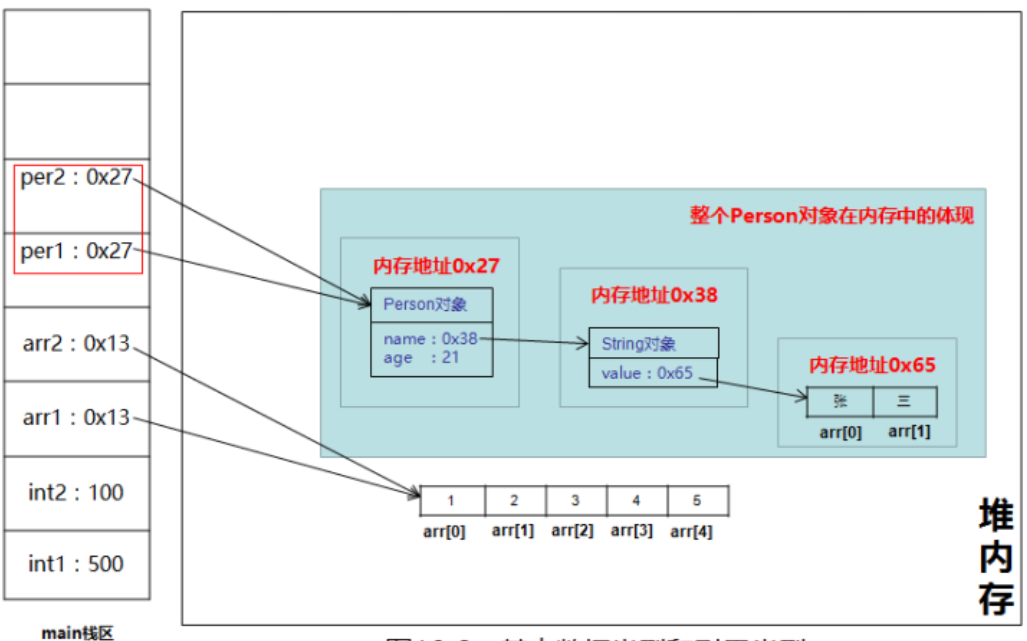 per2：0x27
per1：0x27
arr2：0x13
arr1：0x13
int2：100
int1：500
main栈区
整个Person对象在内存中的体现
内存地址0x27
Person对象
name：0x38
age ：21
内存地址0x38
String对象
value：0x65
内存地址0x65
张 三
arr[0] arr[1]
1 2 3 4 5
arr[0] arr[1] arr[2] arr[3] arr[4]
堆
内
存